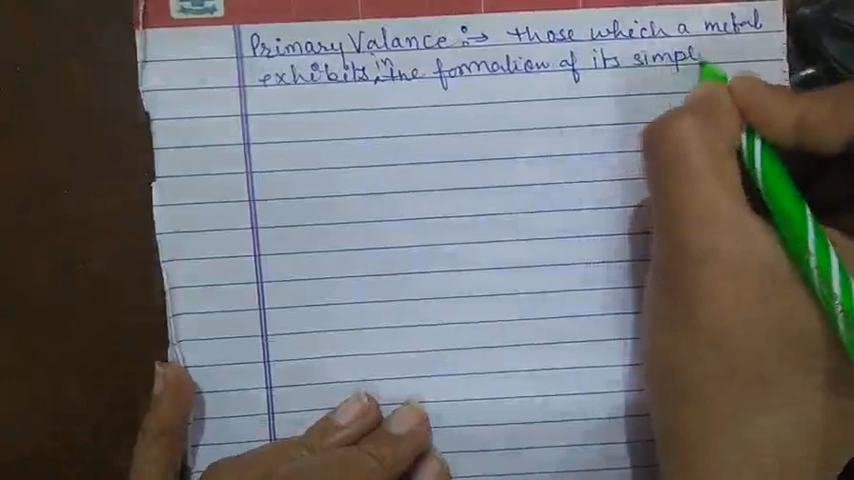 Primary Valance :→ those which a metal
exhibits in the formation of its simple